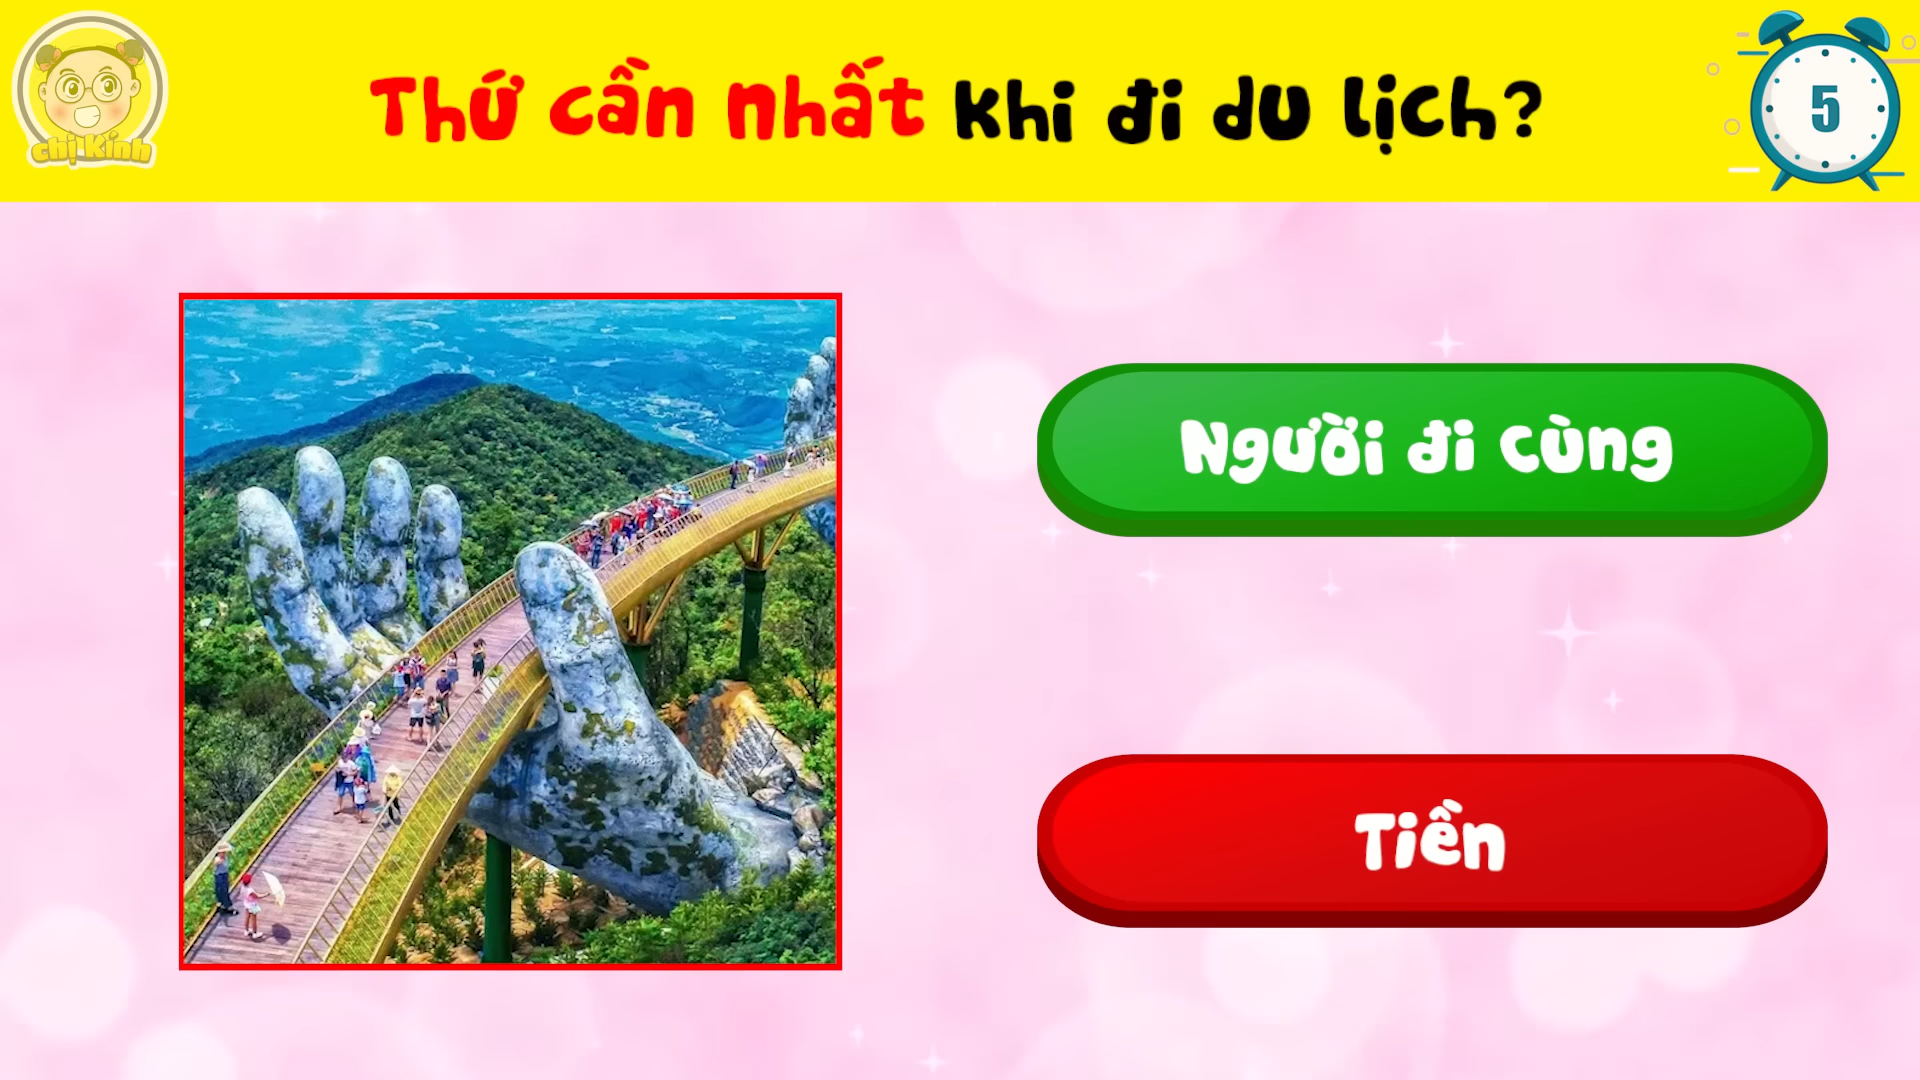 Thứ cần nhất khi đi du lịch?
5
chị Kính
Người đi cùng
Tiền